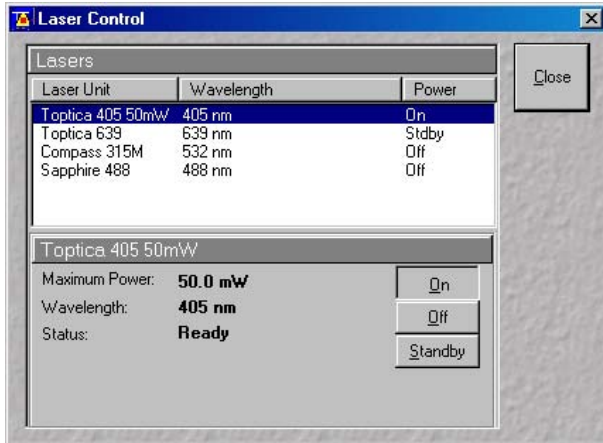 Laser Control
Lasers
Close
Laser Unit Wavelength Power
Toptica 405 50mW 405 nm On
Toptica 639 639 nm Stdby
Compass 315M 532 nm Off
Sapphire 488 488 nm Off
Toptica 405 50mW
Maximum Power: 50.0 mW
On
Wavelength: 405 nm
Off
Status: Ready
Standby